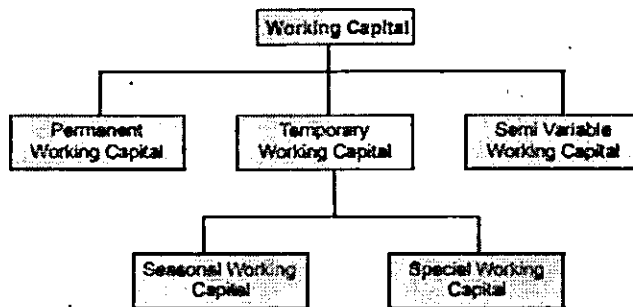 Working Capital
Permanent
Working Capital
Temporary
Working Capital
Semi Variable
Working Capital
Seasonal Working
Capital
Special Working
Capital